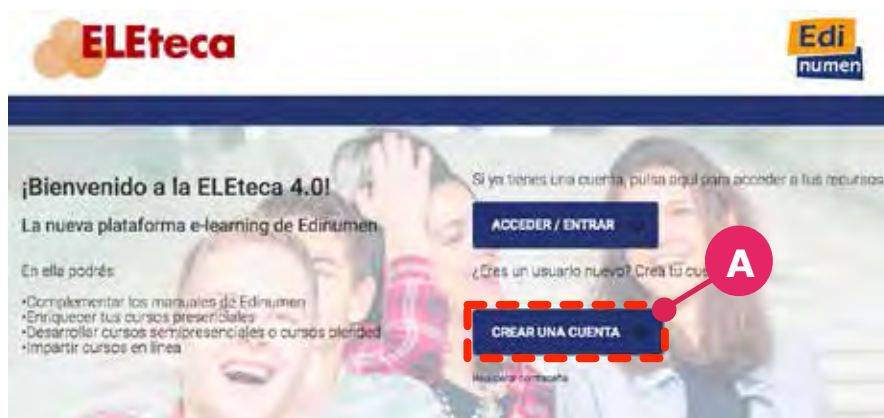 ELEteca
Edi
numen
¡Bienvenido a la ELEteca 4.0!
La nueva plataforma e-learning de Edinumen
En ella podrás:
•Complementar los manuales de Edinumen
•Enriquecer tus cursos presenciales
•Desarrollar cursos semipresenciales o cursos blended
•Impartir cursos en línea
Si ya tienes una cuenta, pulsa aquí para acceder a tus recursos
ACCEDER / ENTRAR
¿Eres un usuario nuevo? Crea tu
A
CREAR UNA CUENTA
Recuperar contraseña